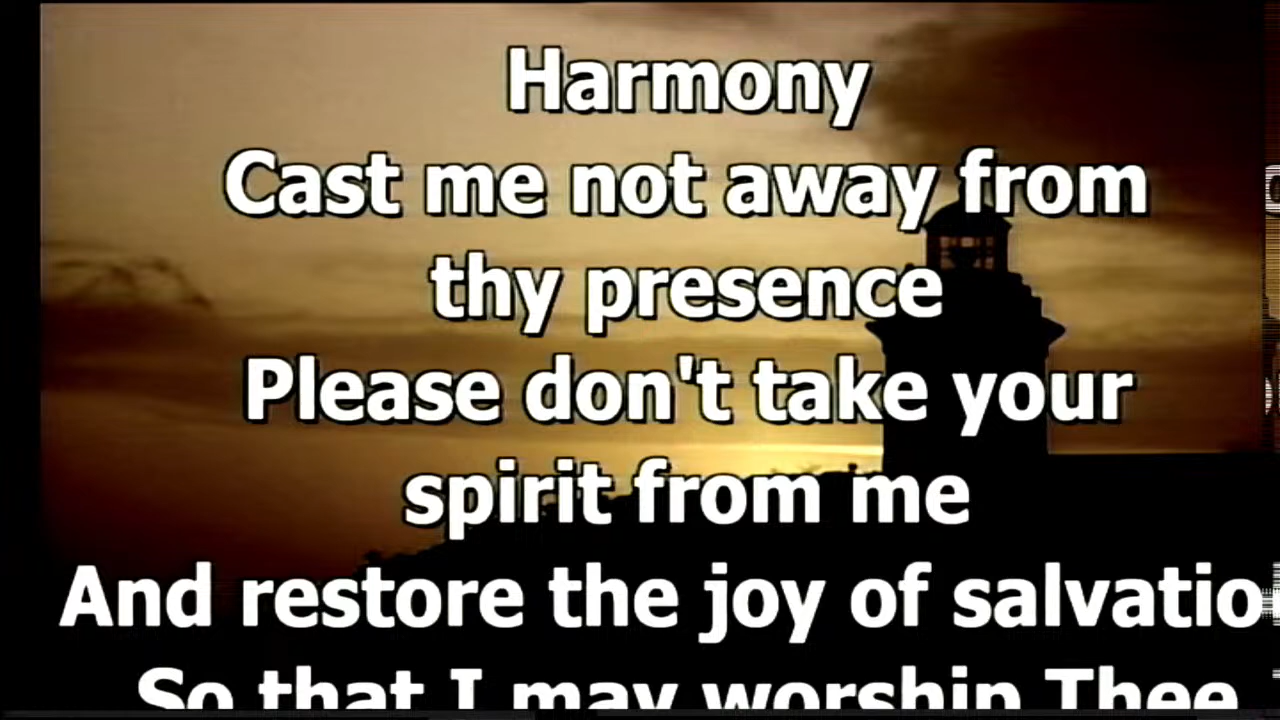 Harmony
Cast me not away from
thy presence
Please don't take your
spirit from me
And restore the joy of salvatio
So that I may worship Thee